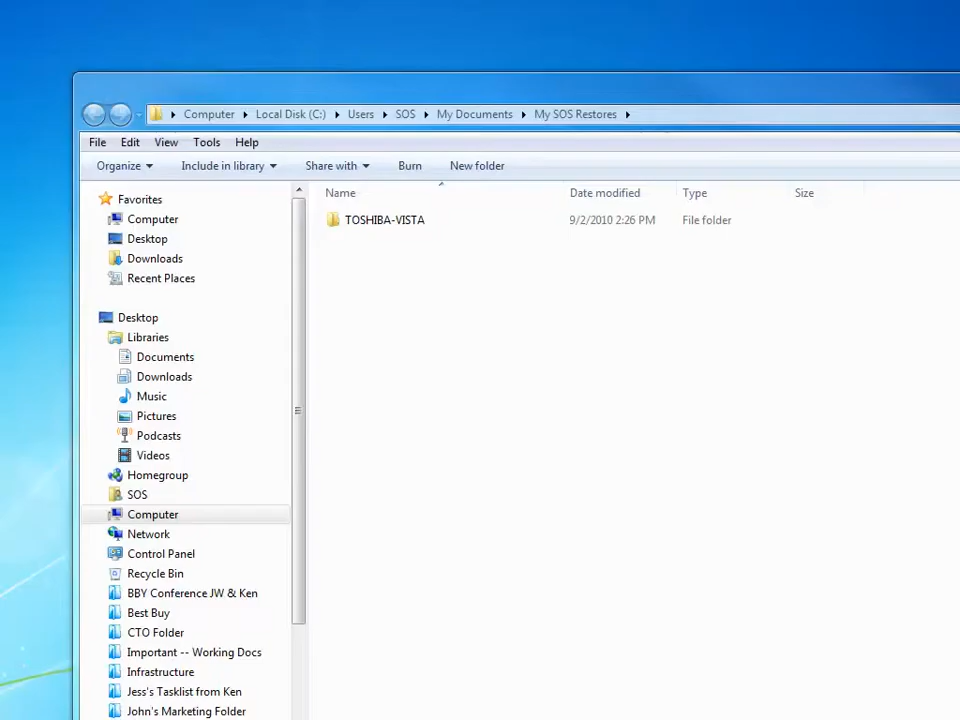 Computer Local Disk (C:) Users SOS My Documents My SOS Restores
File Edit View Tools Help
Organize Include in library Share with Burn New folder
Name Date modified Type Size
TOSHIBA-VISTA 9/2/2010 2:26 PM File folder
Favorites
Computer
Desktop
Downloads
Recent Places
Desktop
Libraries
Documents
Downloads
Music
Pictures
Podcasts
Videos
Homegroup
SOS
Computer
Network
Control Panel
Recycle Bin
BBY Conference JW & Ken
Best Buy
CTO Folder
Important -- Working Docs
Infrastructure
Jess's Tasklist from Ken
John's Marketing Folder